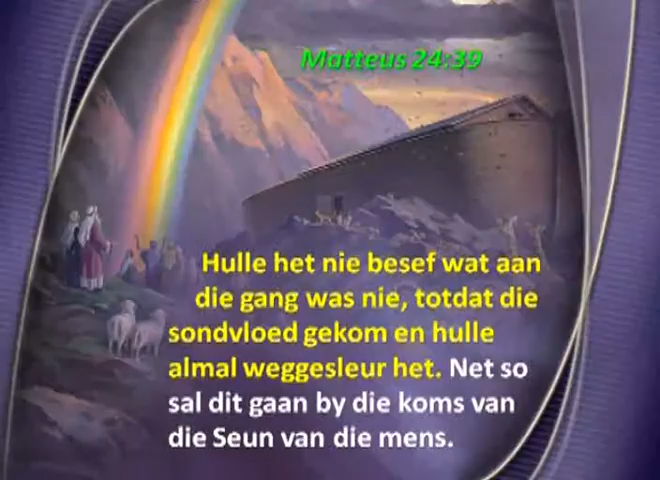 Matteus 24:39
Hulle het nie besef wat aan
die gang was nie, totdat die
sondvloed gekom en hulle
almal weggesleur het. Net so
sal dit gaan by die koms van
die Seun van die mens.